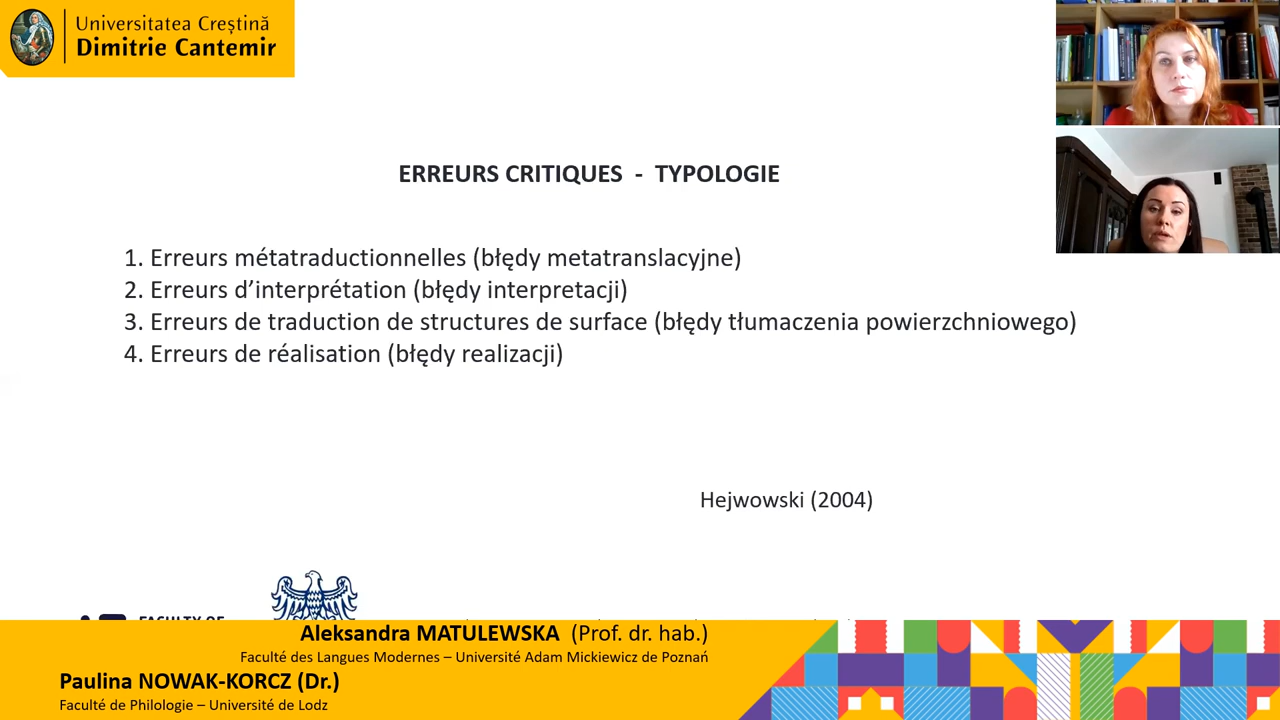 Universitatea Creștină
Dimitrie Cantemir
ERREURS CRITIQUES - TYPOLOGIE
1. Erreurs métatraductionnelles (błędy metatranslacyjne)
2. Erreurs d’interprétation (błędy interpretacji)
3. Erreurs de traduction de structures de surface (błędy tłumaczenia powierzchniowego)
4. Erreurs de réalisation (błędy realizacji)
Hejwowski (2004)
FACULTY OF
Aleksandra MATULEWSKA (Prof. dr. hab.)
Faculté des Langues Modernes – Université Adam Mickiewicz de Poznań
Paulina NOWAK-KORCZ (Dr.)
Faculté de Philologie – Université de Lodz